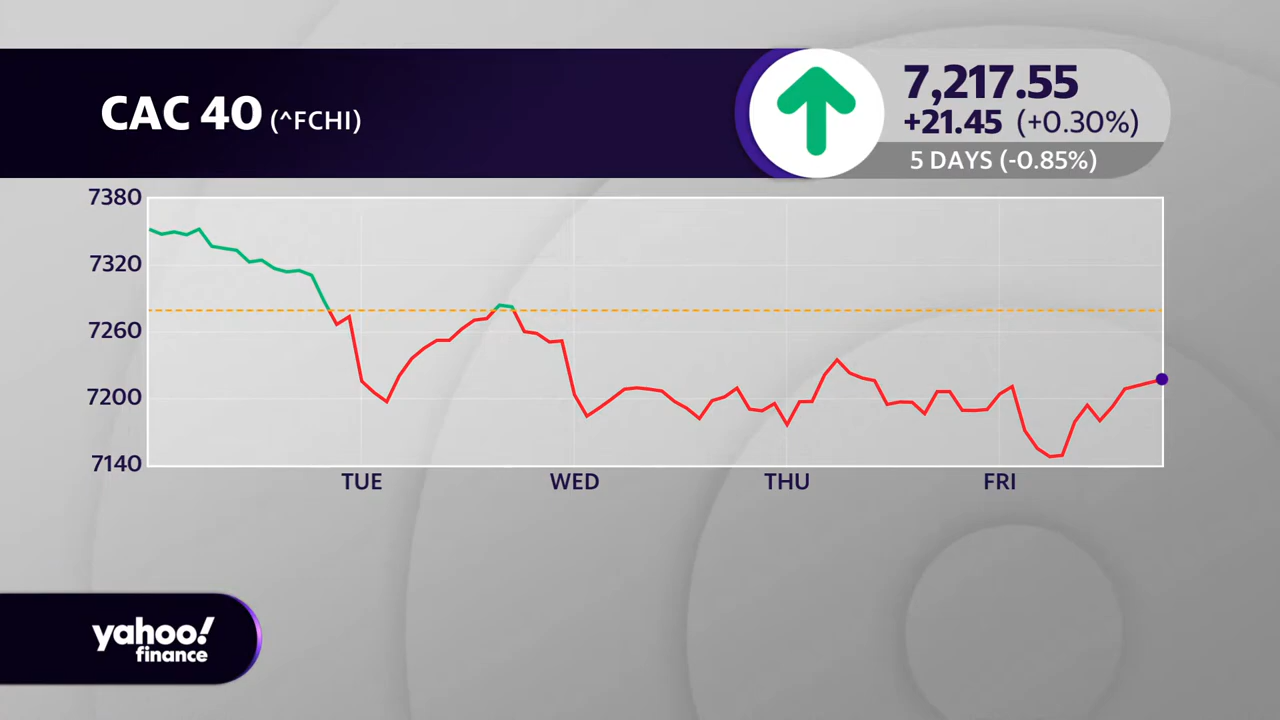 CAC 40 (^FCHI)
7,217.55
+21.45 (+0.30%)
5 DAYS (-0.85%)
7380
7320
7260
7200
7140
TUE WED THU FRI
yahoo!
finance